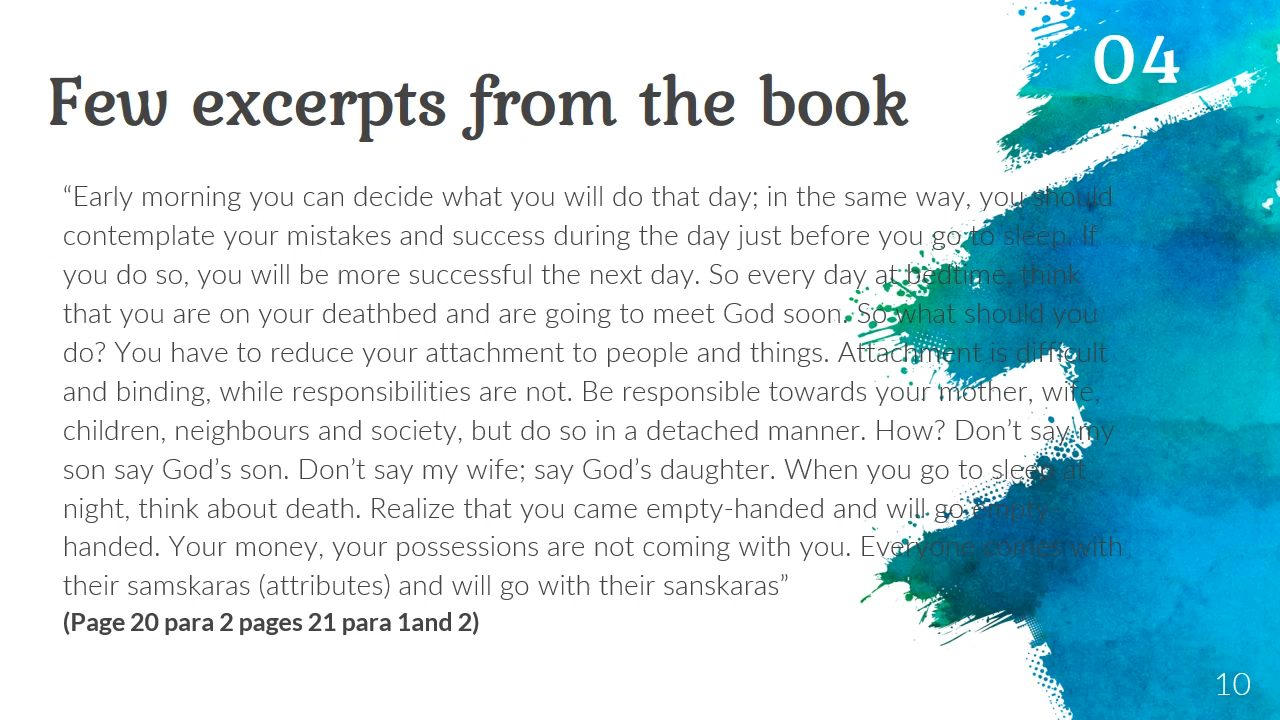 04
Few excerpts from the book
“Early morning you can decide what you will do that day; in the same way, you should
contemplate your mistakes and success during the day just before you go to sleep. If
you do so, you will be more successful the next day. So every day at bedtime, think
that you are on your deathbed and are going to meet God soon. So what should you
do? You have to reduce your attachment to people and things. Attachment is difficult
and binding, while responsibilities are not. Be responsible towards your mother, wife,
children, neighbours and society, but do so in a detached manner. How? Don’t say my
son say God’s son. Don’t say my wife; say God’s daughter. When you go to sleep at
night, think about death. Realize that you came empty-handed and will go empty-
handed. Your money, your possessions are not coming with you. Everyone comes with
their samskaras (attributes) and will go with their sanskaras”
(Page 20 para 2 pages 21 para 1and 2)
10